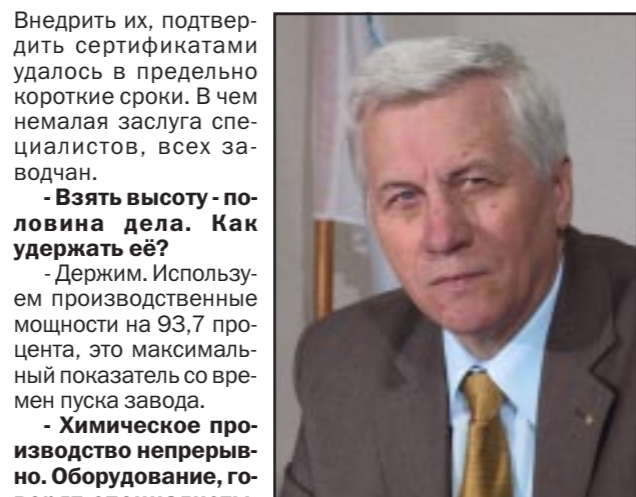 Внедрить их, подтвер-
дить сертификатами
удалось в предельно
короткие сроки. В чем
немалая заслуга спе-
циалистов, всех за-
водчан.
- Взять высоту - по-
ловина дела. Как
удержать её?
- Держим. Использу-
ем производственные
мощности на 93,7 про-
цента, это максималь-
ный показатель со вре-
мен пуска завода.
- Химическое про-
изводство непрерыв-
но. Оборудование, го-